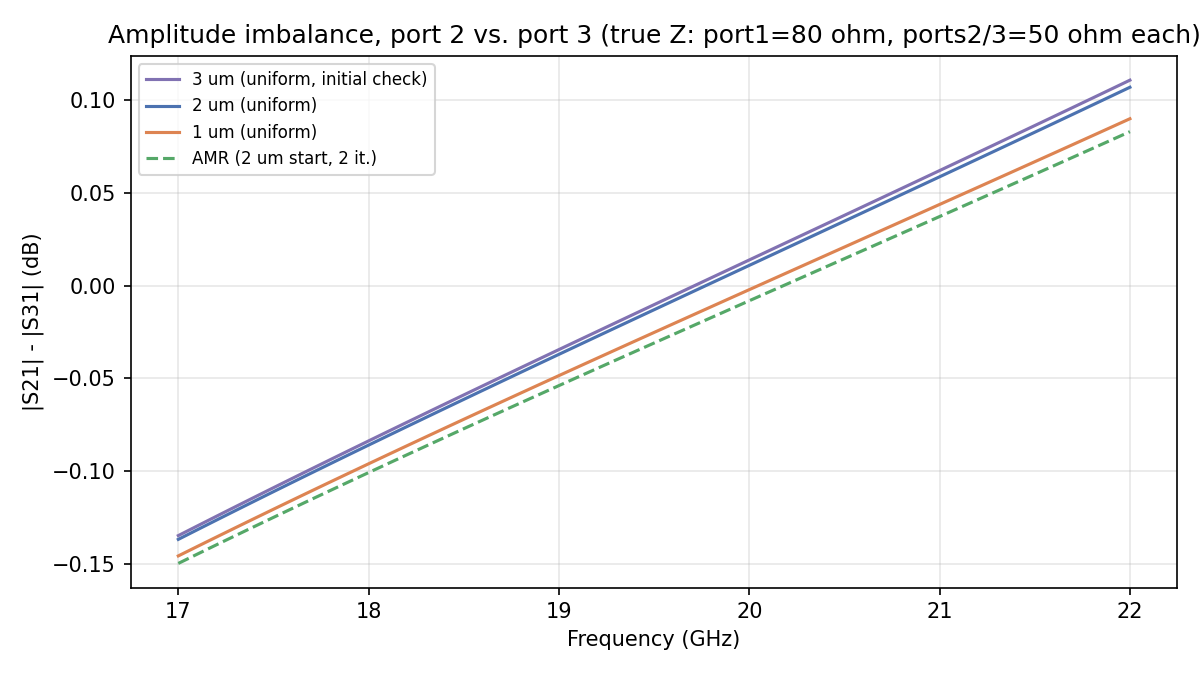 Amplitude imbalance, port 2 vs. port 3 (true Z: port1=80 ohm, ports2/3=50 ohm each)
3 um (uniform, initial check)
2 um (uniform)
1 um (uniform)
AMR (2 um start, 2 it.)
|S21| - |S31| (dB)
0.10
0.05
0.00
−0.05
−0.10
−0.15
17 18 19 20 21 22
Frequency (GHz)